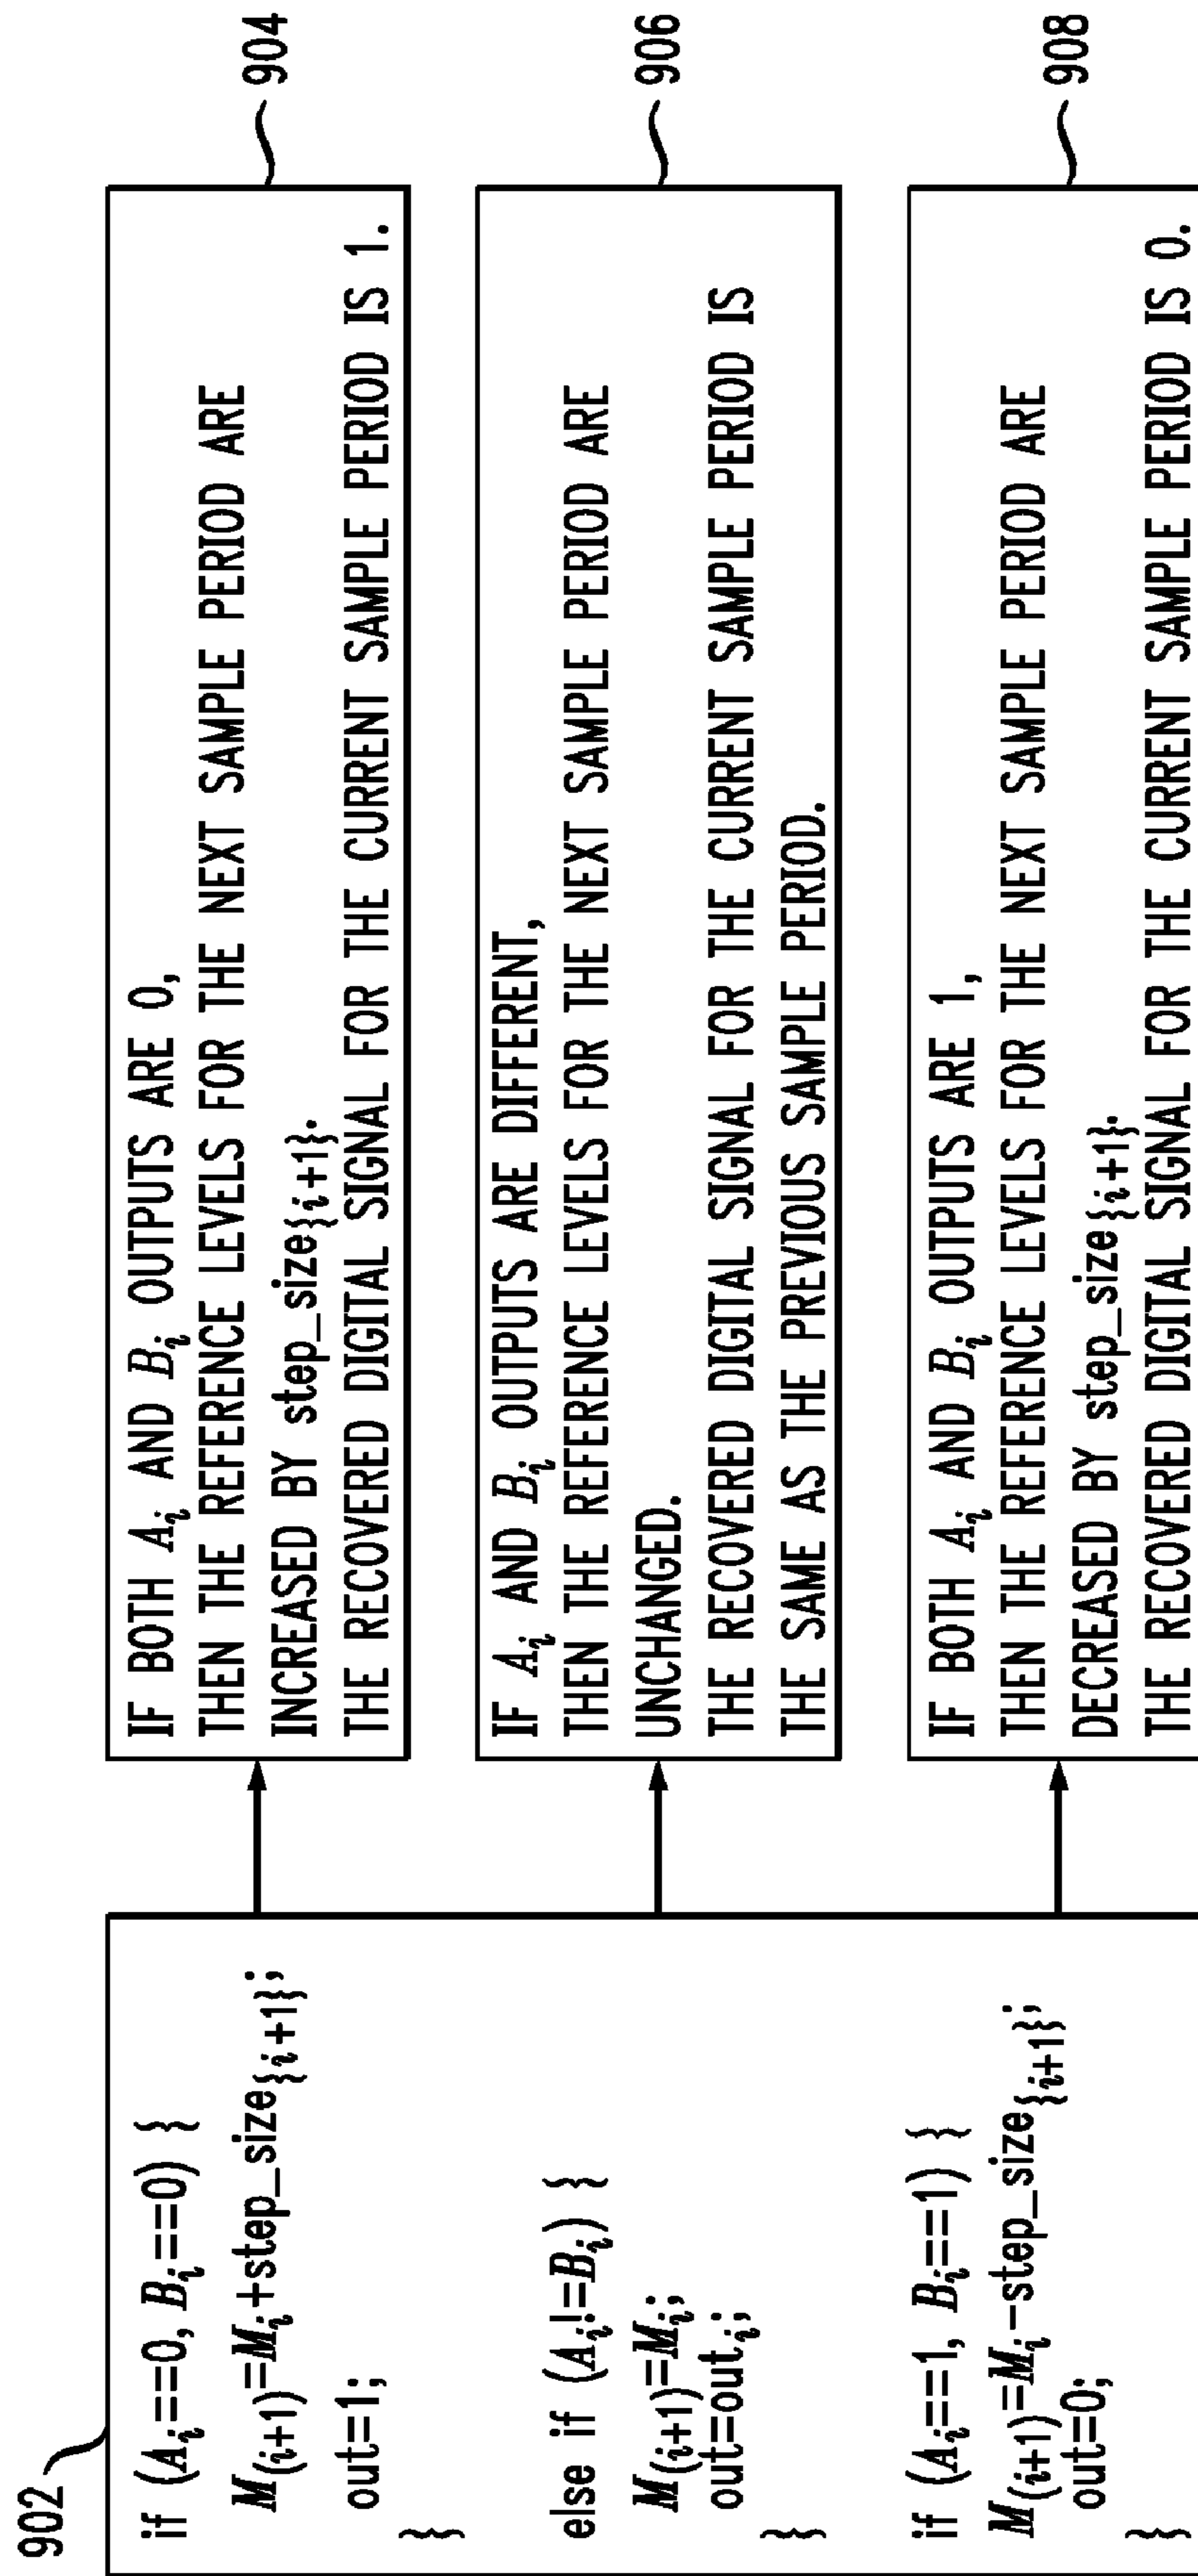 902
if (A_i==0, B_i==0) {
M_(i+1)=M_i+step_size_{i+1};
out=1;
}
else if (A_i!=B_i) {
M_(i+1)=M_i;
out=out_i;
}
if (A_i==1, B_i==1) {
M_(i+1)=M_i-step_size_{i+1};
out=0;
}
IF BOTH A_i AND B_i OUTPUTS ARE 0,
THEN THE REFERENCE LEVELS FOR THE NEXT SAMPLE PERIOD ARE
INCREASED BY step_size_{i+1}.
THE RECOVERED DIGITAL SIGNAL FOR THE CURRENT SAMPLE PERIOD IS 1.
904
IF A_i AND B_i OUTPUTS ARE DIFFERENT,
THEN THE REFERENCE LEVELS FOR THE NEXT SAMPLE PERIOD ARE
UNCHANGED.
THE RECOVERED DIGITAL SIGNAL FOR THE CURRENT SAMPLE PERIOD IS
THE SAME AS THE PREVIOUS SAMPLE PERIOD.
906
IF BOTH A_i AND B_i OUTPUTS ARE 1,
THEN THE REFERENCE LEVELS FOR THE NEXT SAMPLE PERIOD ARE
DECREASED BY step_size_{i+1}.
THE RECOVERED DIGITAL SIGNAL FOR THE CURRENT SAMPLE PERIOD IS 0.
908